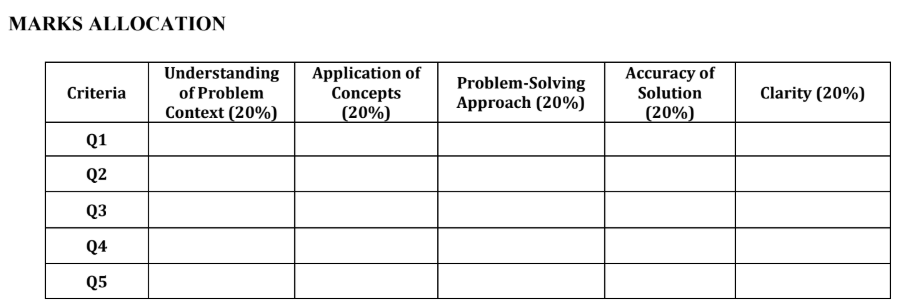 MARKS ALLOCATION
Criteria
Understanding
of Problem
Context (20%)
Application of
Concepts
(20%)
Problem-Solving
Approach (20%)
Accuracy of
Solution
(20%)
Clarity (20%)
Q1
Q2
Q3
Q4
Q5